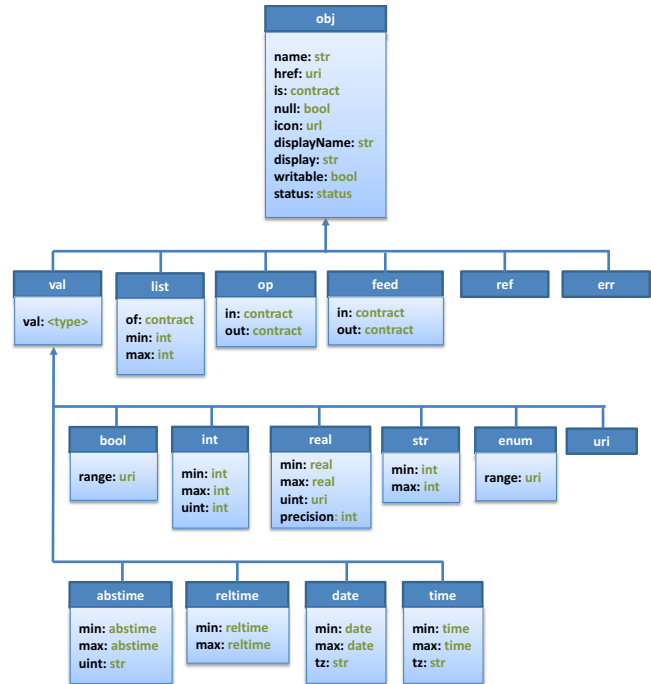 obj
name: str
href: uri
is: contract
null: bool
icon: url
displayName: str
display: str
writable: bool
status: status
val
val: <type>
list
of: contract
min: int
max: int
op
in: contract
out: contract
feed
in: contract
out: contract
ref
err
bool
range: uri
int
min: int
max: int
uint: int
real
min: real
max: real
uint: uri
precision: int
str
min: int
max: int
enum
range: uri
uri
abstime
min: abstime
max: abstime
uint: str
reltime
min: reltime
max: reltime
date
min: date
max: date
tz: str
time
min: time
max: time
tz: str